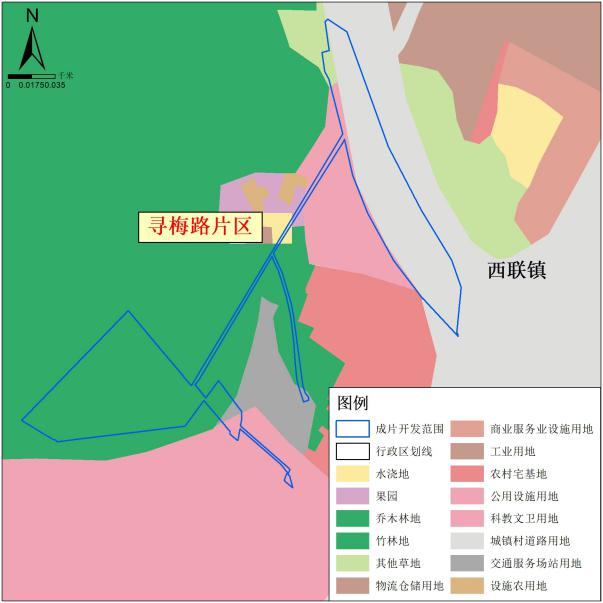 N
千米
0 0.01750.035
寻梅路片区
西联镇
图例
成片开发范围
行政区划线
水浇地
果园
乔木林地
竹林地
其他草地
物流仓储用地
商业服务业设施用地
工业用地
农村宅基地
公用设施用地
科教文卫用地
城镇村道路用地
交通服务场站用地
设施农用地